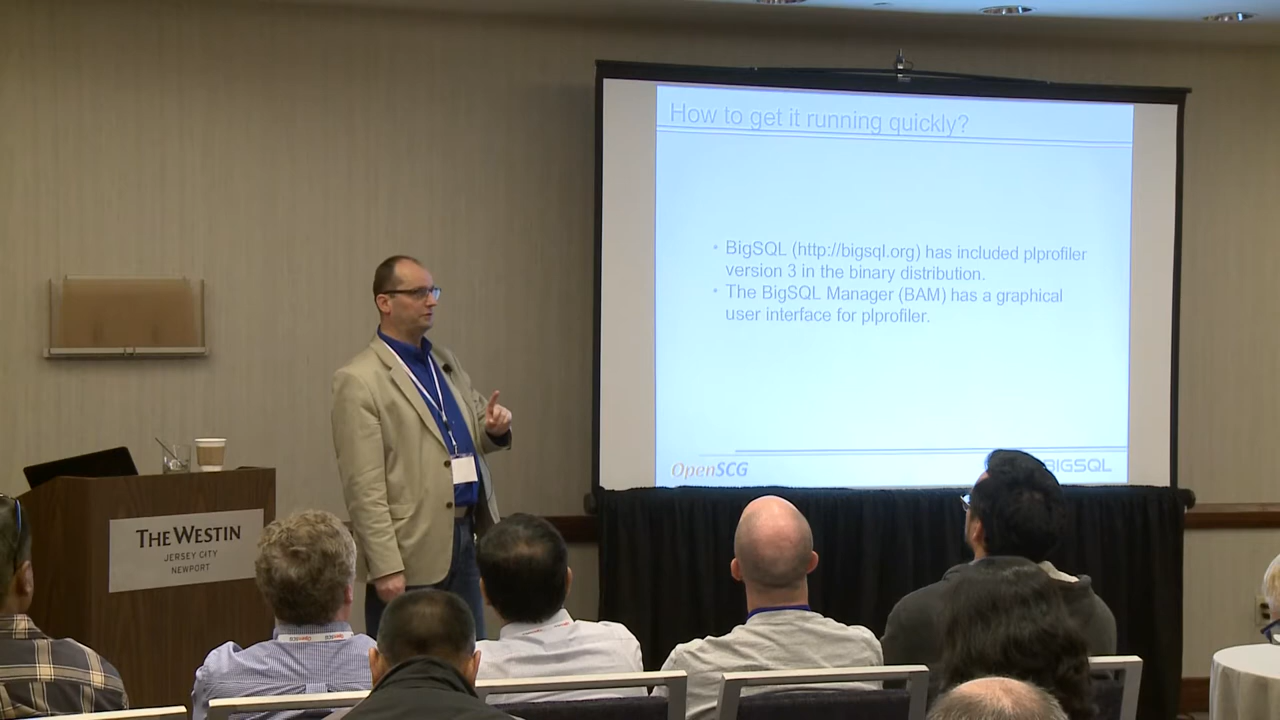 How to get it running quickly?
• BigSQL (http://bigsql.org) has included plprofiler
version 3 in the binary distribution.
• The BigSQL Manager (BAM) has a graphical
user interface for plprofiler.
OpenSCG
BIGSQL
THE WESTIN
JERSEY CITY
NEWPORT